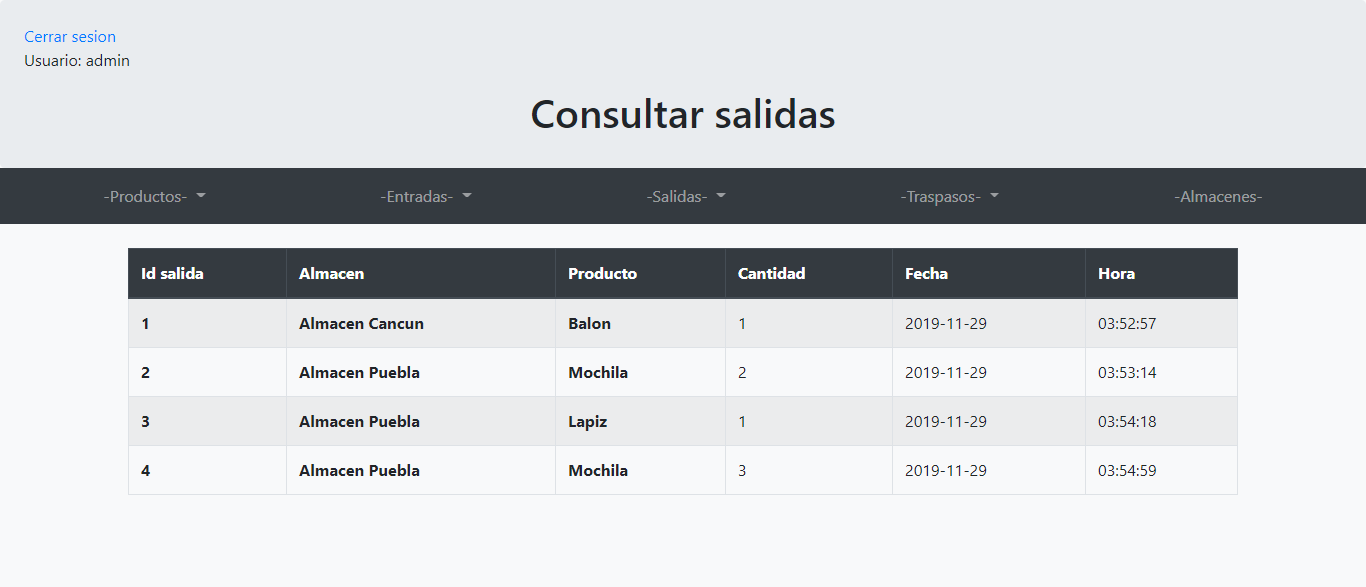 Cerrar sesion
Usuario: admin
Consultar salidas
-Productos- -Entradas- -Salidas- -Traspasos- -Almacenes-
Id salida Almacen Producto Cantidad Fecha Hora
1 Almacen Cancun Balon 1 2019-11-29 03:52:57
2 Almacen Puebla Mochila 2 2019-11-29 03:53:14
3 Almacen Puebla Lapiz 1 2019-11-29 03:54:18
4 Almacen Puebla Mochila 3 2019-11-29 03:54:59